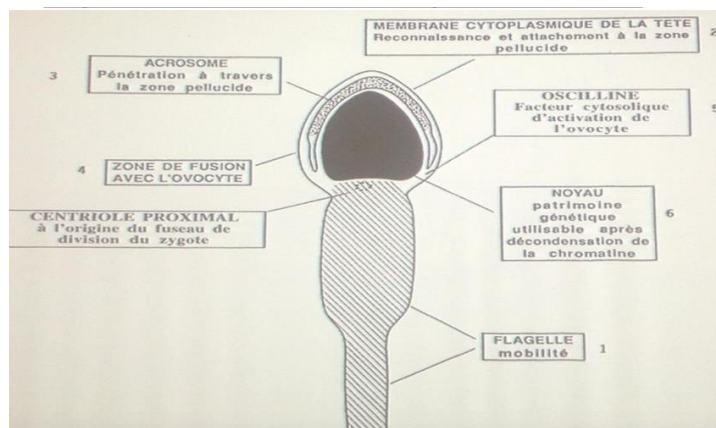 MEMBRANE CYTOPLASMIQUE DE LA TETE
Reconnaissance et attachement à la zone
pellucide
2
3
ACROSOME
Pénétration à travers
la zone pellucide
OSCILLINE
Facteur cytosolique
d'activation de
l'ovocyte
5
4
ZONE DE FUSION
AVEC L'OVOCYTE
NOYAU
patrimoine
génétique
utilisable après
décondensation de
la chromatine
6
CENTRIOLE PROXIMAL
à l'origine du fuseau de
division du zygote
FLAGELLE
mobilité
1